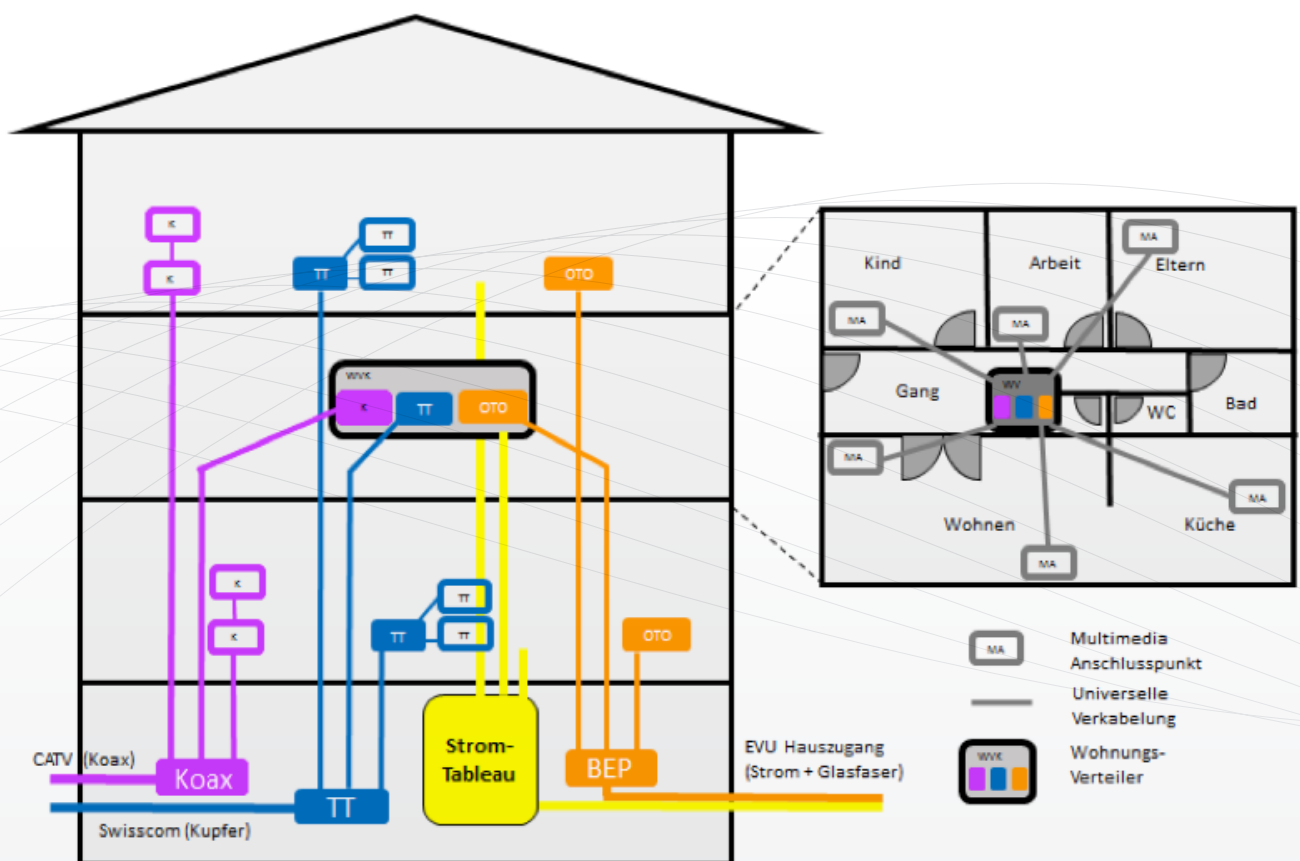 K
K
TT
TT
TT
OTO
WVK
K
TT
OTO
K
K
TT
TT
TT
OTO
CATV (Koax)
Koax
Swisscom (Kupfer)
TT
Strom-
Tableau
BEP
EVU Hauszugang
(Strom + Glasfaser)
Kind
Arbeit
Eltern
MA
MA
MA
Gang
WV
WC
Bad
MA
Wohnen
Küche
MA
MA
MA
Multimedia
Anschlusspunkt
Universelle
Verkabelung
WVK
Wohnungs-
Verteiler